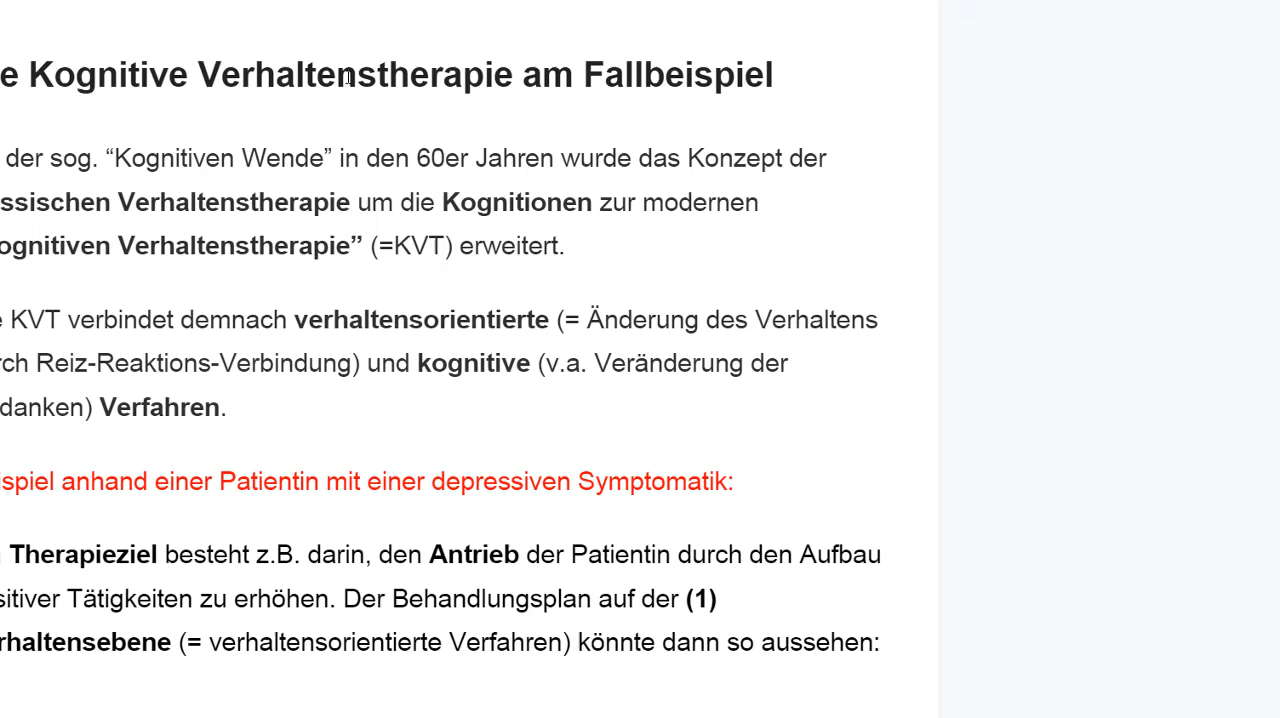 e Kognitive Verhaltenstherapie am Fallbeispiel
der sog. “Kognitiven Wende” in den 60er Jahren wurde das Konzept der
ssischen Verhaltenstherapie um die Kognitionen zur modernen
ognitiven Verhaltenstherapie” (=KVT) erweitert.
e KVT verbindet demnach verhaltensorientierte (= Änderung des Verhaltens
rch Reiz-Reaktions-Verbindung) und kognitive (v.a. Veränderung der
danken) Verfahren.
ispiel anhand einer Patientin mit einer depressiven Symptomatik:
Therapieziel besteht z.B. darin, den Antrieb der Patientin durch den Aufbau
sitiver Tätigkeiten zu erhöhen. Der Behandlungsplan auf der (1)
rhaltensebene (= verhaltensorientierte Verfahren) könnte dann so aussehen: